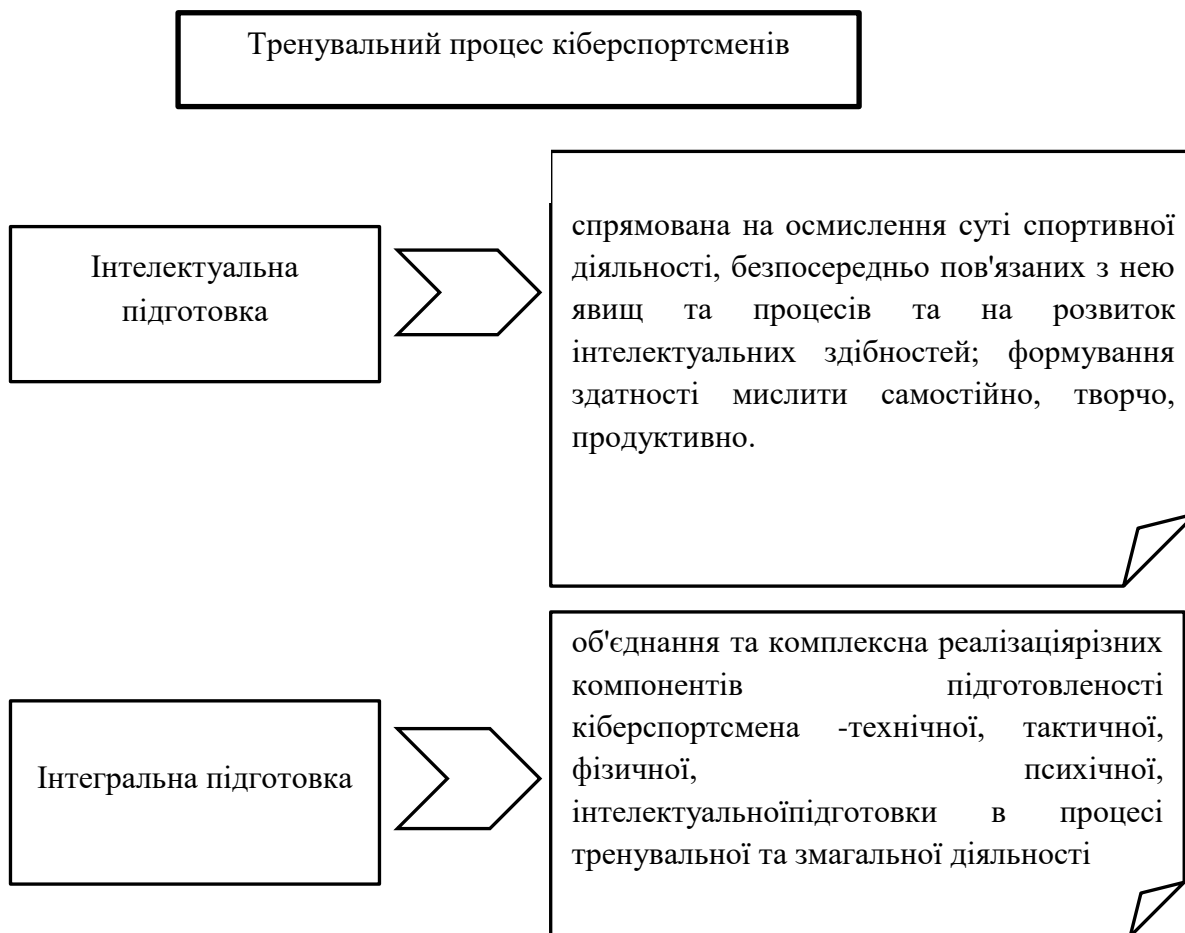 Тренувальний процес кіберспортсменів
Інтелектуальна
підготовка
спрямована на осмислення суті спортивної
діяльності, безпосередньо пов'язаних з нею
явищ та процесів та на розвиток
інтелектуальних здібностей; формування
здатності мислити самостійно, творчо,
продуктивно.
Інтегральна підготовка
об'єднання та комплексна реалізаціярізних
компонентів підготовленості
кіберспортсмена -технічної, тактичної,
фізичної, психічної,
інтелектуальноїпідготовки в процесі
тренувальної та змагальної діяльності